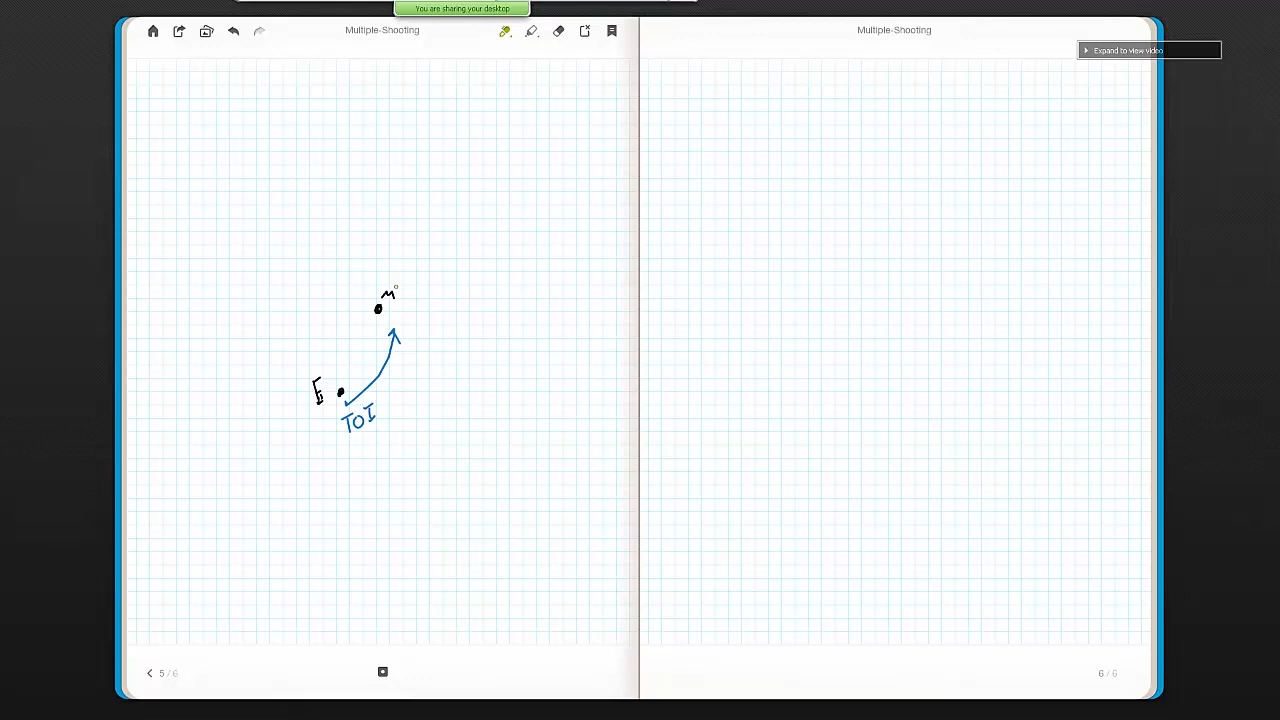 You are sharing your desktop
Multiple-Shooting
Multiple-Shooting
Expand to view video
M
E
TOI
5 / 6
6 / 6